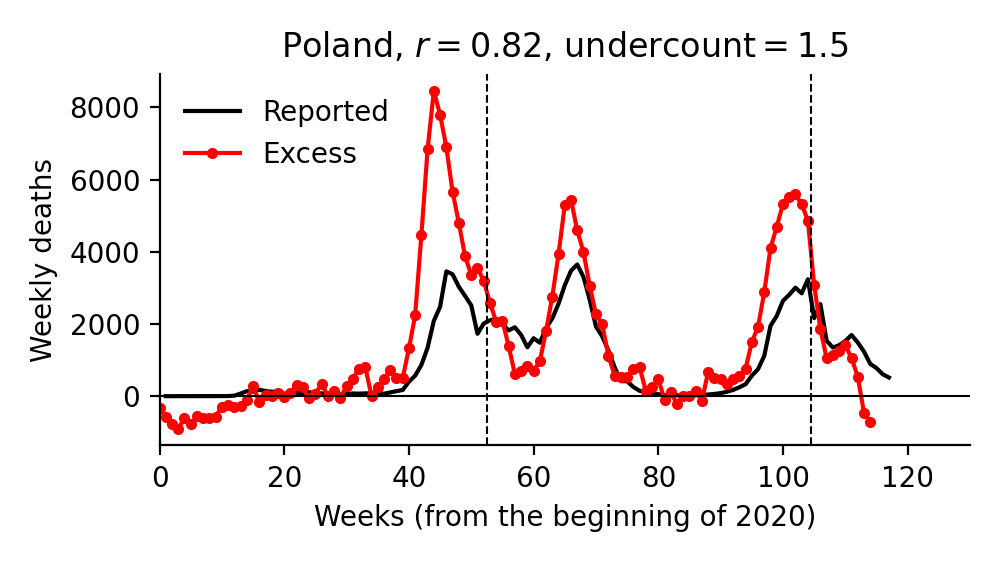 Poland, r = 0.82, undercount = 1.5
Reported
Excess
Weekly deaths
8000
6000
4000
2000
0
0 20 40 60 80 100 120
Weeks (from the beginning of 2020)